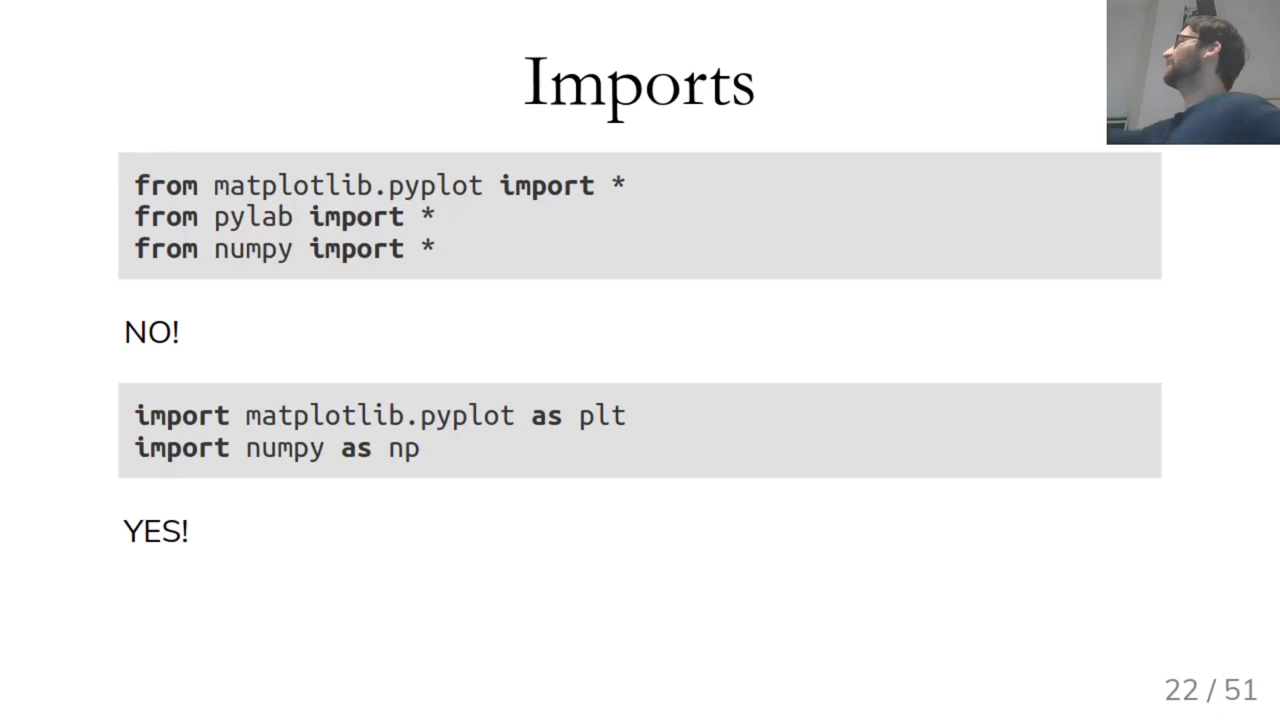 Imports
from matplotlib.pyplot import *
from pylab import *
from numpy import *
NO!
import matplotlib.pyplot as plt
import numpy as np
YES!
22 / 51